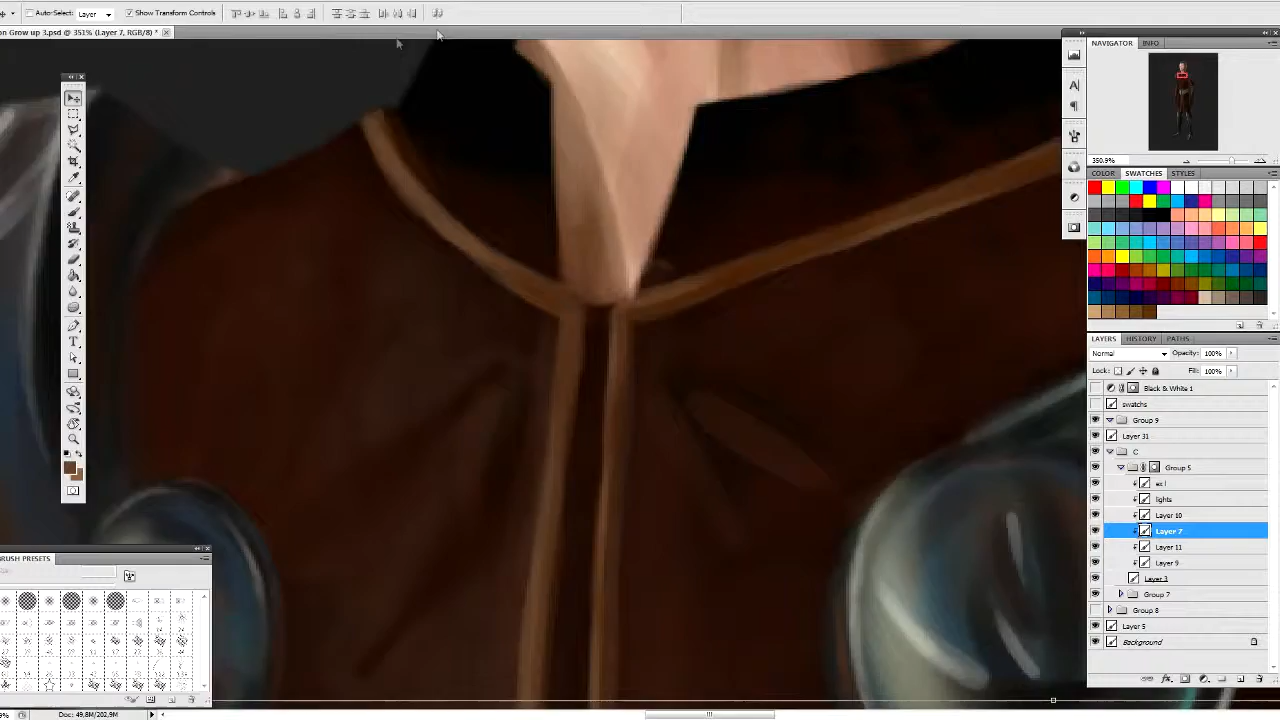 Auto-Select: Layer Show Transform Controls
on Grow up 3.psd @ 351% (Layer 7, RGB/8) *
NAVIGATOR INFO
350.9%
COLOR SWATCHES STYLES
LAYERS HISTORY PATHS
Normal Opacity: 100%
Lock: Fill: 100%
Black & White 1
swatchs
Group 9
Layer 31
C
Group 5
lights
Layer 10
Layer 7
Layer 11
Layer 9
Layer 3
Group 7
Group 8
Layer 5
Background
BRUSH PRESETS
Doc: 49,8M/202,9M